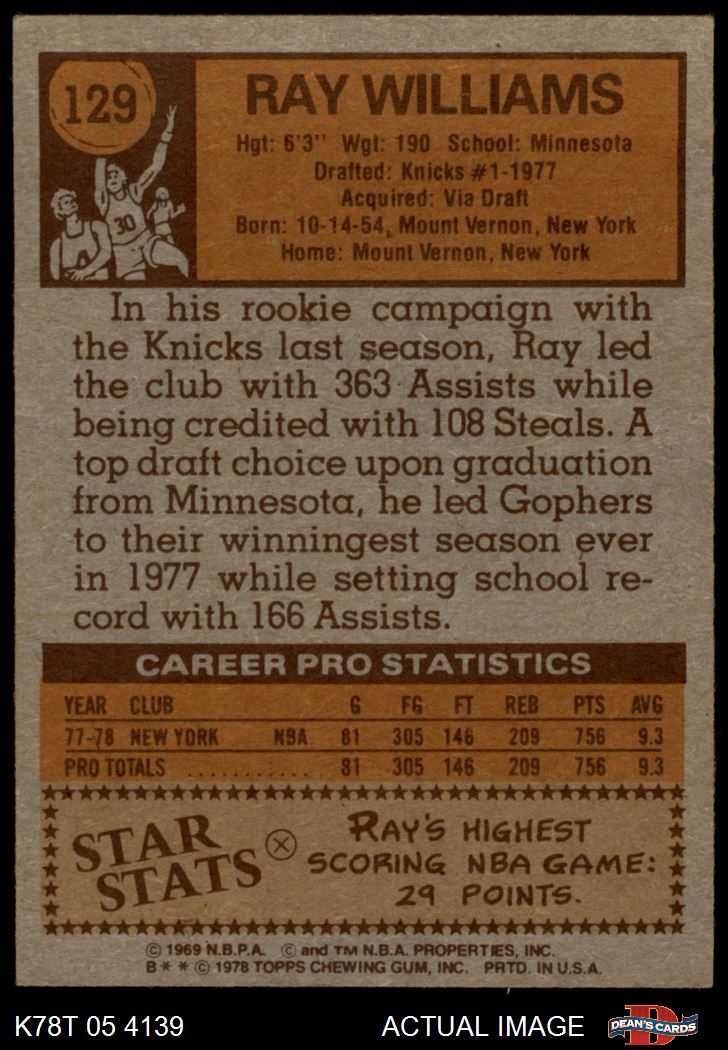 129
RAY WILLIAMS
Hgt: 6'3" Wgt: 190 School: Minnesota
Drafted: Knicks #1-1977
Acquired: Via Draft
Born: 10-14-54, Mount Vernon, New York
Home: Mount Vernon, New York
30
In his rookie campaign with
the Knicks last season, Ray led
the club with 363 Assists while
being credited with 108 Steals. A
top draft choice upon graduation
from Minnesota, he led Gophers
to their winningest season ever
in 1977 while setting school re-
cord with 166 Assists.
CAREER PRO STATISTICS
YEAR CLUB G FG FT REB PTS AVG
77-78 NEW YORK NBA 81 305 146 209 756 9.3
PRO TOTALS ............ 81 305 146 209 756 9.3
STAR STATS
RAY'S HIGHEST
SCORING NBA GAME:
29 POINTS.
© 1969 N.B.P.A. © and TM N.B.A. PROPERTIES, INC.
B * * © 1978 TOPPS CHEWING GUM, INC. PRTD. IN U.S.A.
K78T 05 4139 ACTUAL IMAGE D DEAN'S CARDS